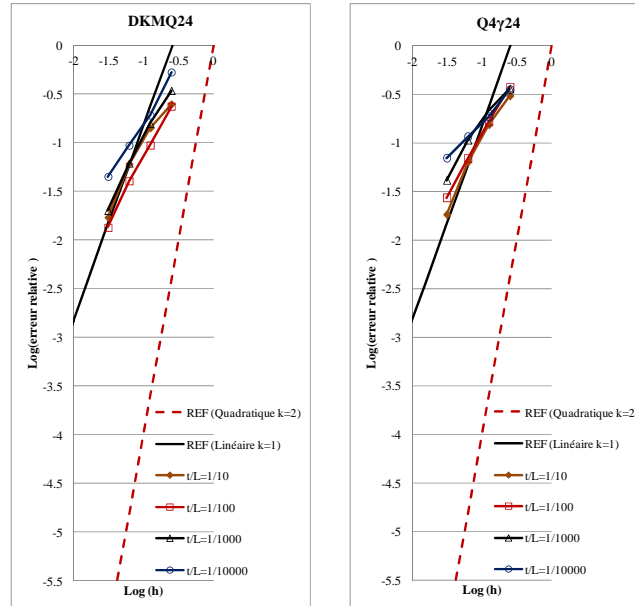 DKMQ24
0
-2
-1.5
-1
-0.5
0
-0.5
-1
-1.5
-2
-2.5
-3
-3.5
-4
-4.5
-5
-5.5
Log(erreur relative )
REF (Quadratique k=2)
REF (Linéaire k=1)
t/L=1/10
t/L=1/100
t/L=1/1000
t/L=1/10000
Log (h)
Q4γ24
0
-2
-1.5
-1
-0.5
0
-0.5
-1
-1.5
-2
-2.5
-3
-3.5
-4
-4.5
-5
-5.5
Log(erreur relative )
REF (Quadratique k=2
REF (Linéaire k=1)
t/L=1/10
t/L=1/100
t/L=1/1000
t/L=1/10000
Log (h)